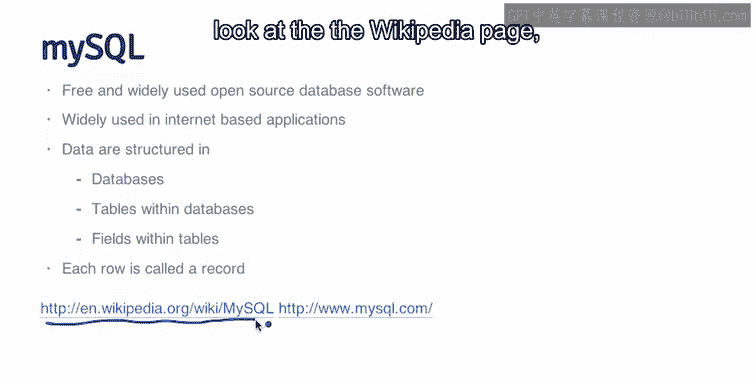 look at the the Wikipedia page,
mySQL
· Free and widely used open source database software
· Widely used in internet based applications
· Data are structured in
- Databases
- Tables within databases
- Fields within tables
· Each row is called a record
http://en.wikipedia.org/wiki/MySQL http://www.mysql.com/